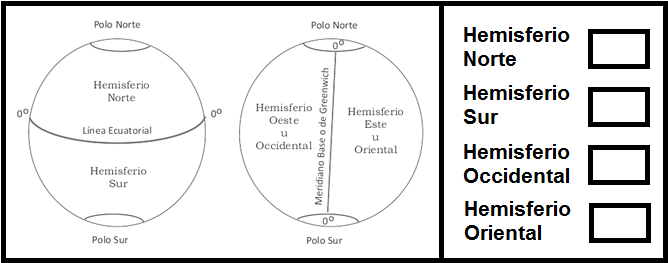 Polo Norte
Hemisferio
Norte
0º
0º
Línea Ecuatorial
Hemisferio
Sur
Polo Sur
Polo Norte
0º
Hemisferio
Oeste
u
Occidental
Meridiano Base o de Greenwich
Hemisferio
Este
u
Oriental
0º
Polo Sur
Hemisferio
Norte
Hemisferio
Sur
Hemisferio
Occidental
Hemisferio
Oriental